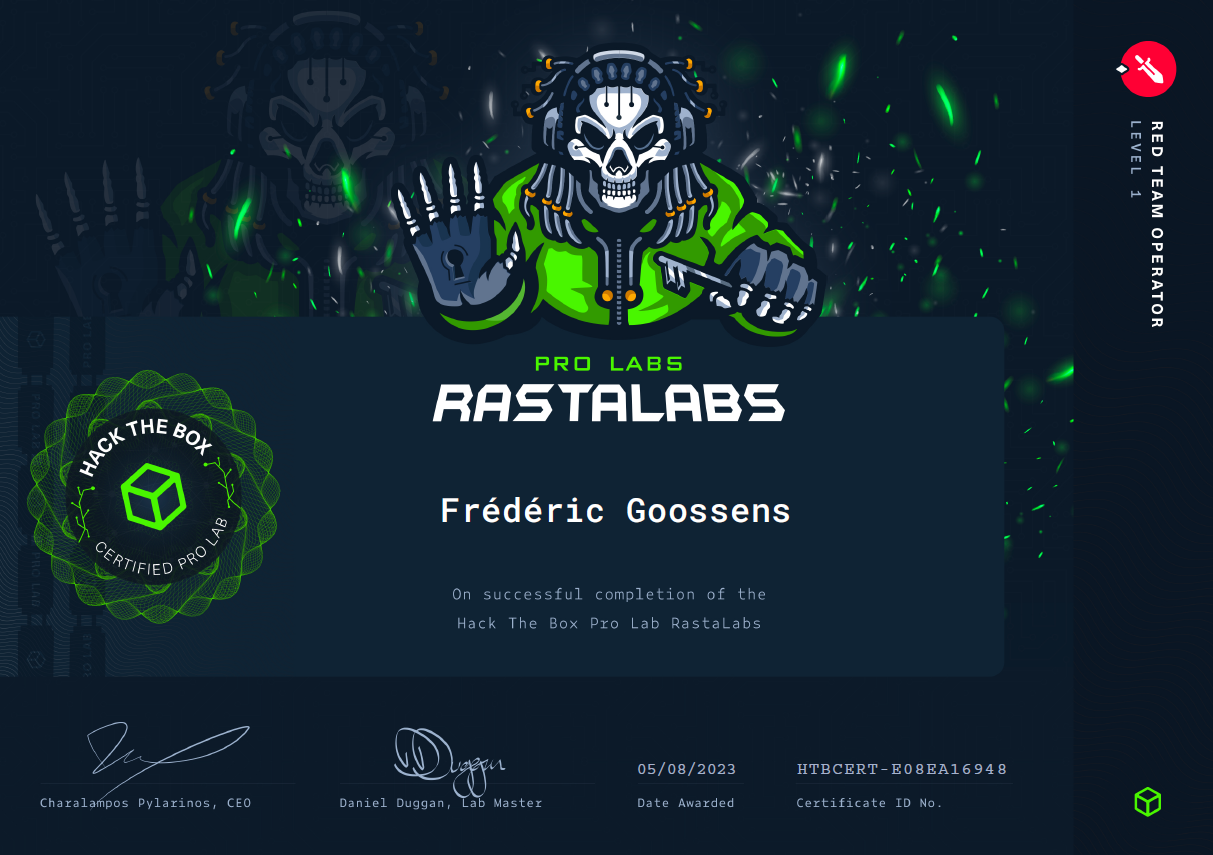 RED TEAM OPERATOR
LEVEL 1
PRO LABS
RASTALABS
HACK THE BOX
CERTIFIED PRO LAB
Frédéric Goossens
On successful completion of the
Hack The Box Pro Lab RastaLabs
Duggan
05/08/2023
HTBCERT-E08EA16948
Charalampos Pylarinos, CEO
Daniel Duggan, Lab Master
Date Awarded
Certificate ID No.